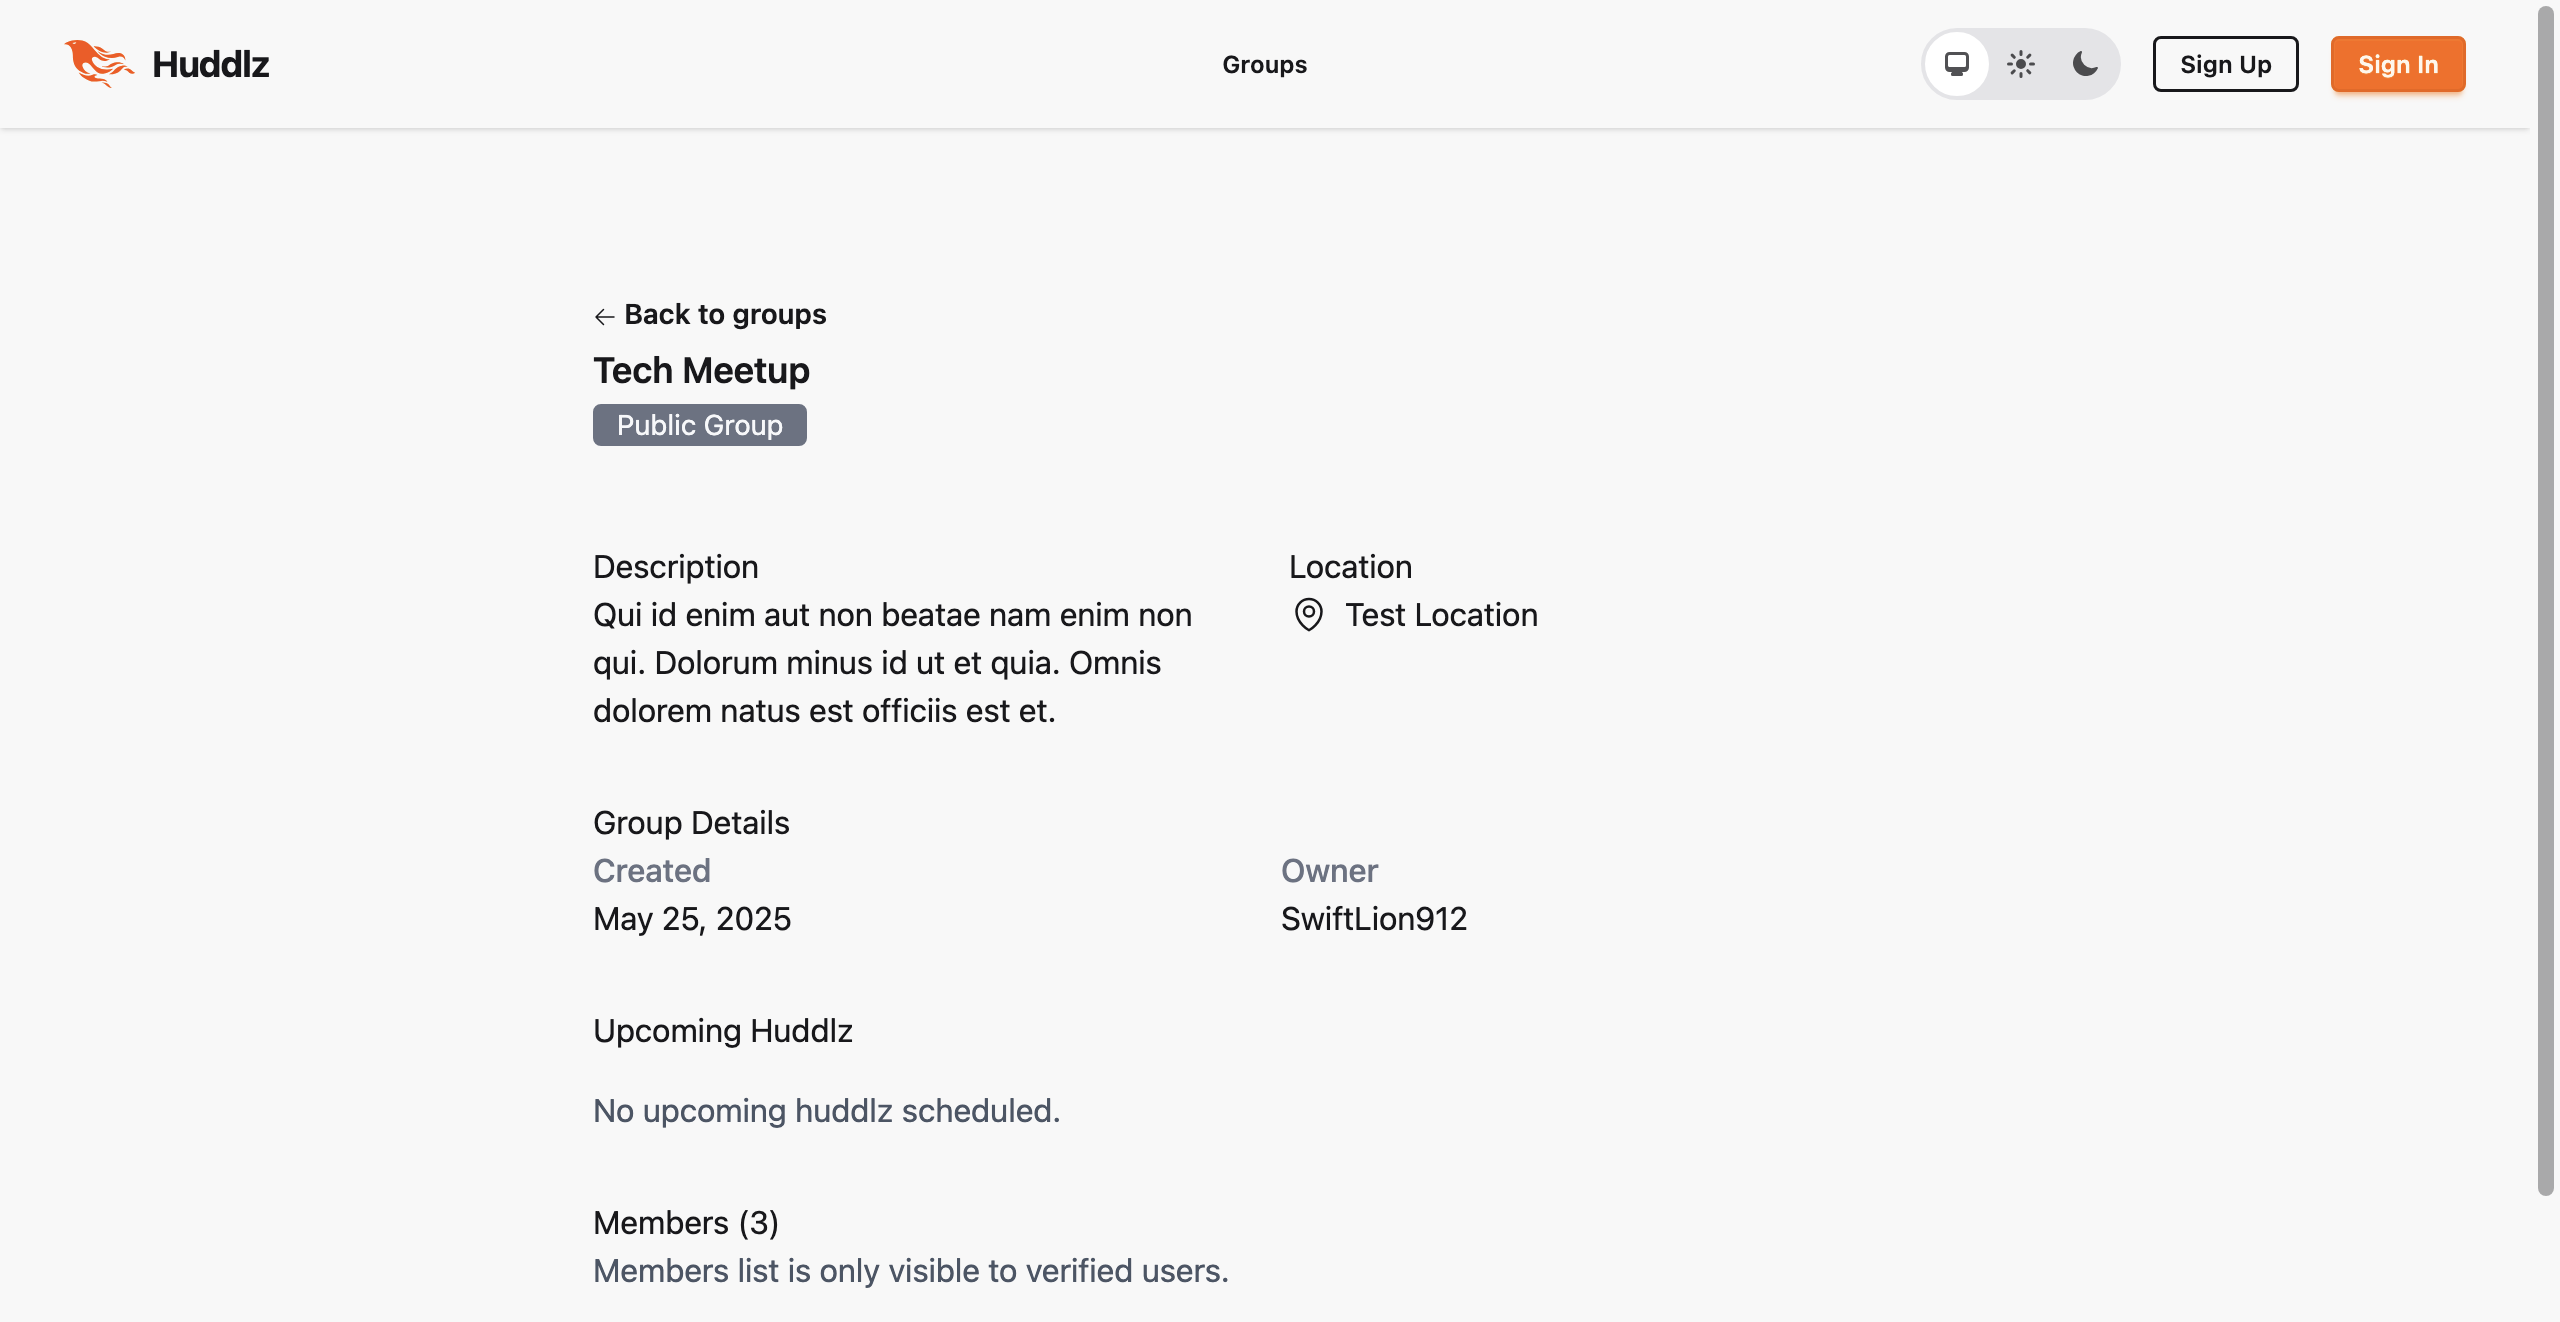 Huddlz
Groups
Sign Up
Sign In
Back to groups
Tech Meetup
Public Group
Description
Qui id enim aut non beatae nam enim non
qui. Dolorum minus id ut et quia. Omnis
dolorem natus est officiis est et.
Location
Test Location
Group Details
Created
May 25, 2025
Owner
SwiftLion912
Upcoming Huddlz
No upcoming huddlz scheduled.
Members (3)
Members list is only visible to verified users.